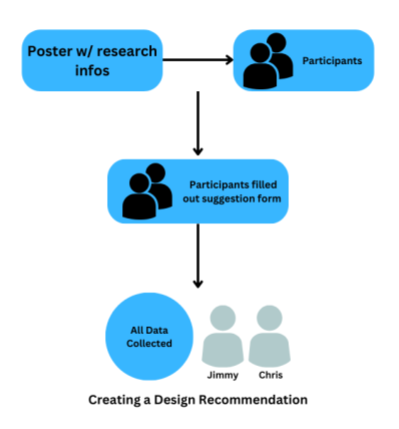 Poster w/ research
infos
Participants
Participants filled
out suggestion form
All Data
Collected
Jimmy
Chris
Creating a Design Recommendation